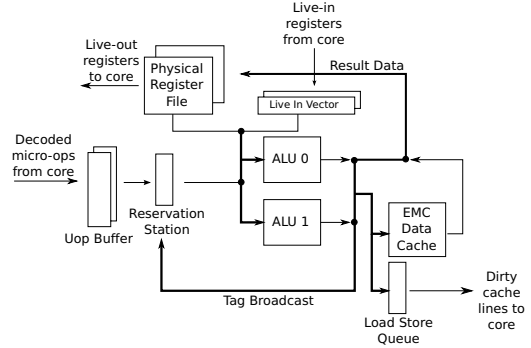 Live-in
registers
from core
Live-out
registers
to core
Physical
Register
File
Result Data
Live In Vector
Decoded
micro-ops
from core
ALU 0
Reservation
Station
Uop Buffer
ALU 1
EMC
Data
Cache
Tag Broadcast
Load Store
Queue
Dirty
cache
lines to
core